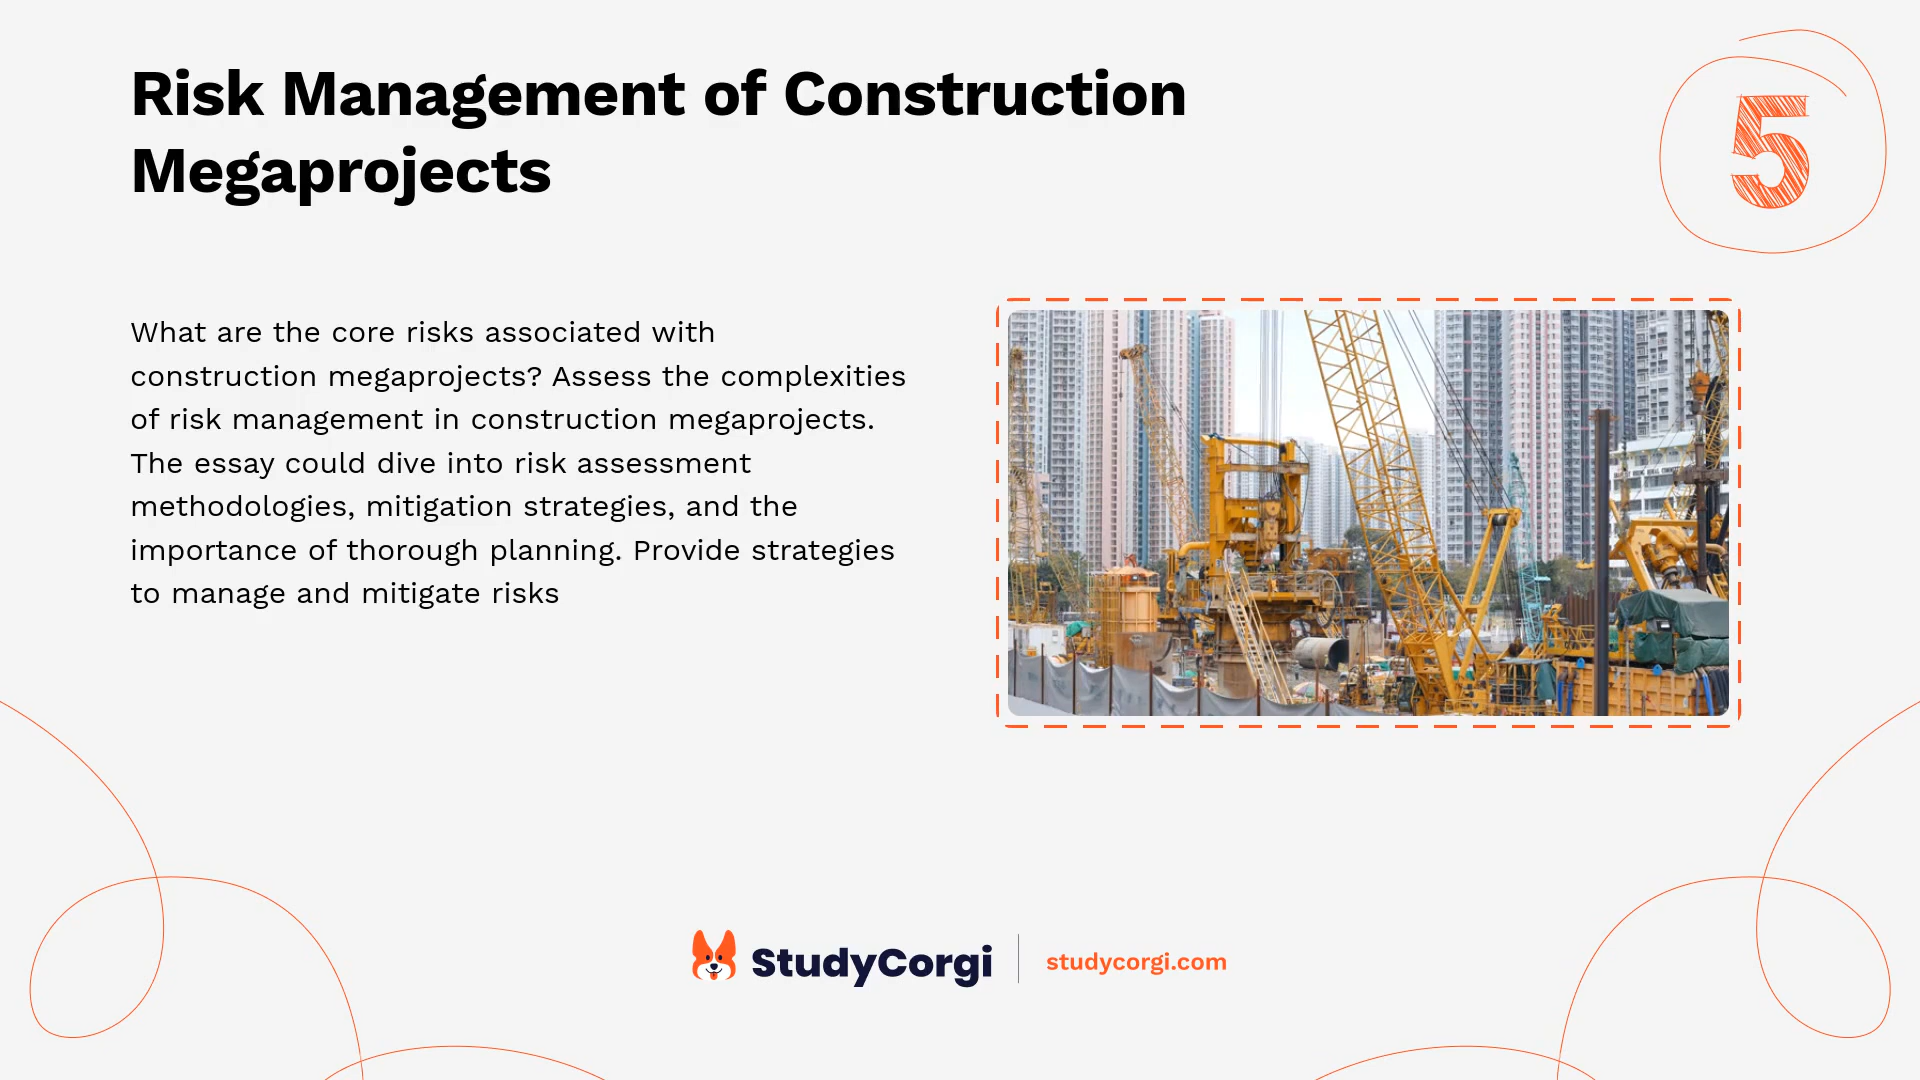 Risk Management of Construction
Megaprojects
5
What are the core risks associated with
construction megaprojects? Assess the complexities
of risk management in construction megaprojects.
The essay could dive into risk assessment
methodologies, mitigation strategies, and the
importance of thorough planning. Provide strategies
to manage and mitigate risks
StudyCorgi
studycorgi.com